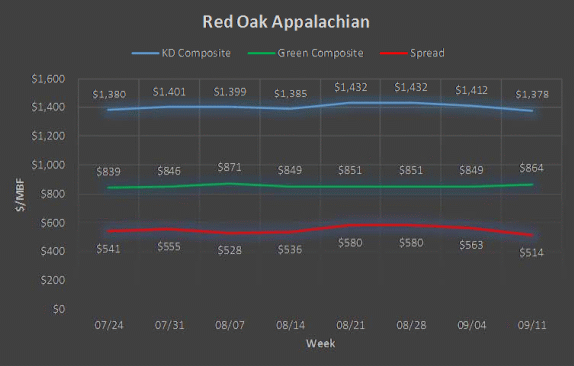 Red Oak Appalachian
KD Composite Green Composite Spread
$1,600
$1,400
$1,200
$1,000
$800
$600
$400
$200
$0
$/MBF
$1,380 $1,401 $1,399 $1,385 $1,432 $1,432 $1,412 $1,378
$839 $846 $871 $849 $851 $851 $849 $864
$541 $555 $528 $536 $580 $580 $563 $514
07/24 07/31 08/07 08/14 08/21 08/28 09/04 09/11
Week